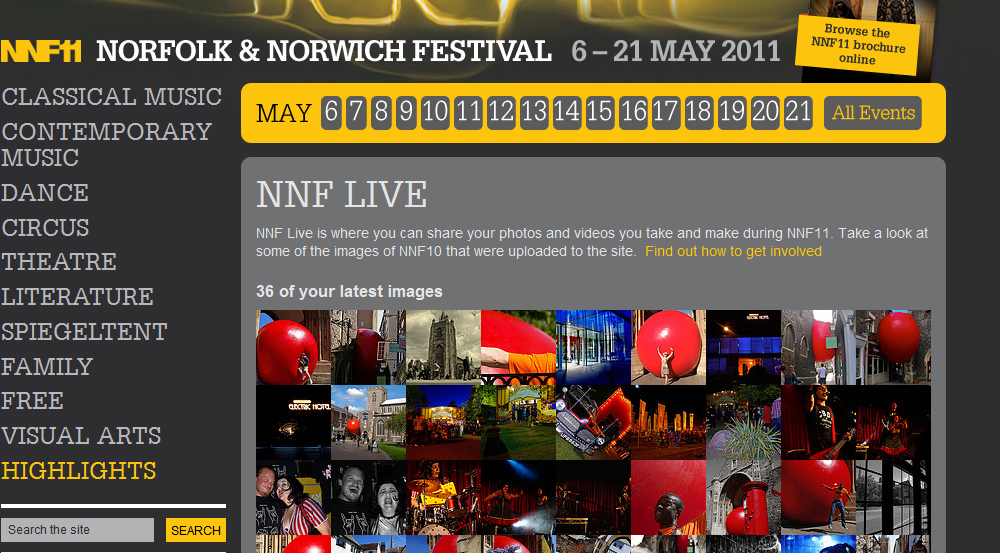 NNF11 NORFOLK & NORWICH FESTIVAL 6 – 21 MAY 2011
Browse the
NNF11 brochure
online
CLASSICAL MUSIC
CONTEMPORARY
MUSIC
DANCE
CIRCUS
THEATRE
LITERATURE
SPIEGELTENT
FAMILY
FREE
VISUAL ARTS
HIGHLIGHTS
Search the site SEARCH
MAY 6 7 8 9 10 11 12 13 14 15 16 17 18 19 20 21 All Events
NNF LIVE
NNF Live is where you can share your photos and videos you take and make during NNF11. Take a look at
some of the images of NNF10 that were uploaded to the site. Find out how to get involved
36 of your latest images
ELECTRIC HOTEL
ELECTRIC HOTEL